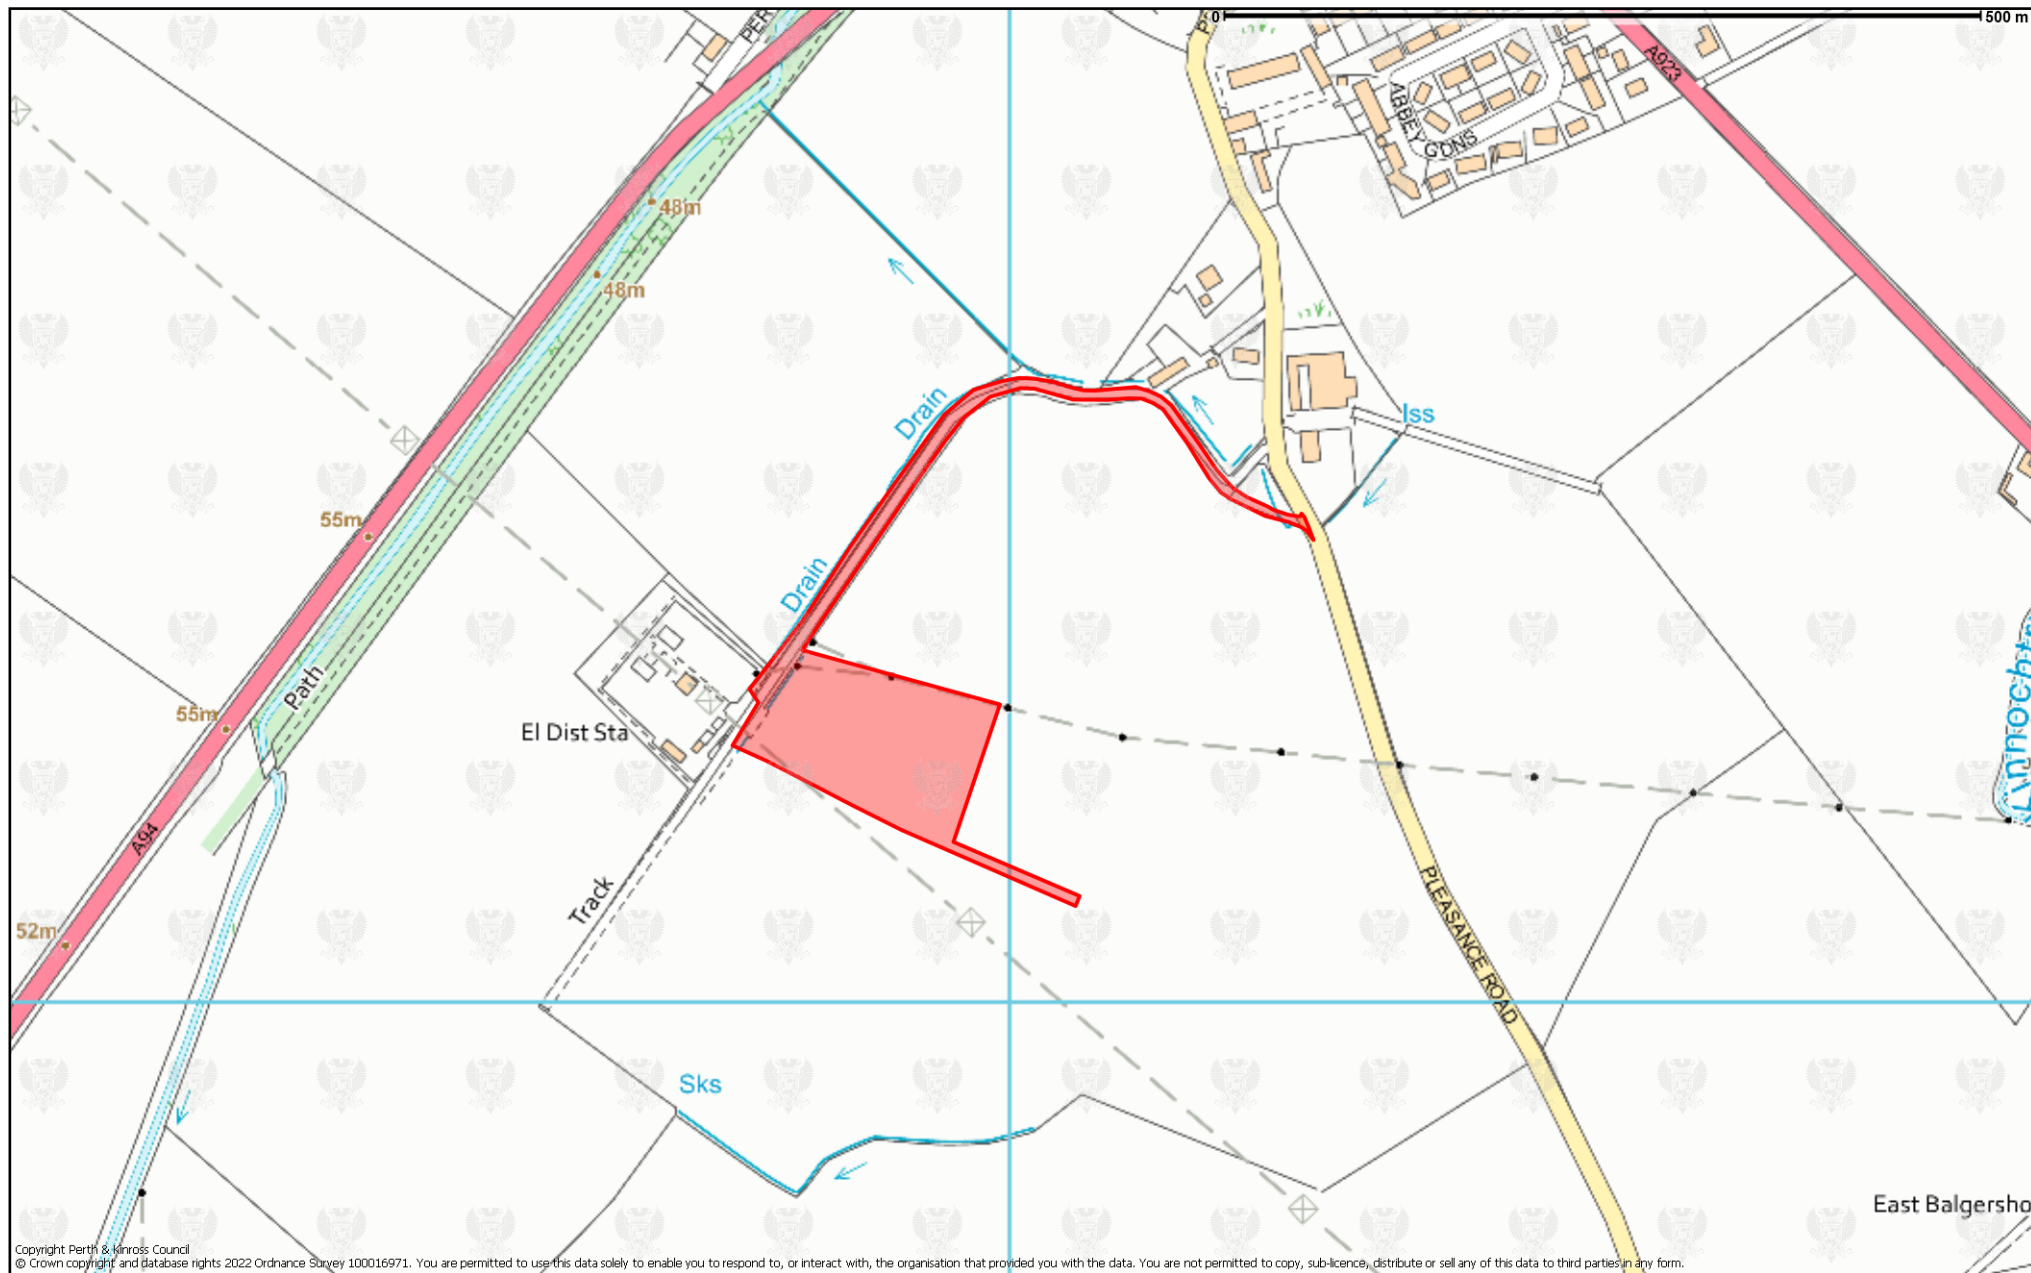 0
500 m
PER
A923
ABBEY
GDNS
48m
48m
Drain
Iss
55m
Drain
Path
55m
El Dist Sta
A94
Track
52m
PLEASANCE ROAD
Sks
East Balgersho
Copyright Perth & Kinross Council
© Crown copyright and database rights 2022 Ordnance Survey 100016971. You are permitted to use this data solely to enable you to respond to, or interact with, the organisation that provided you with the data. You are not permitted to copy, sub-licence, distribute or sell any of this data to third parties in any form.